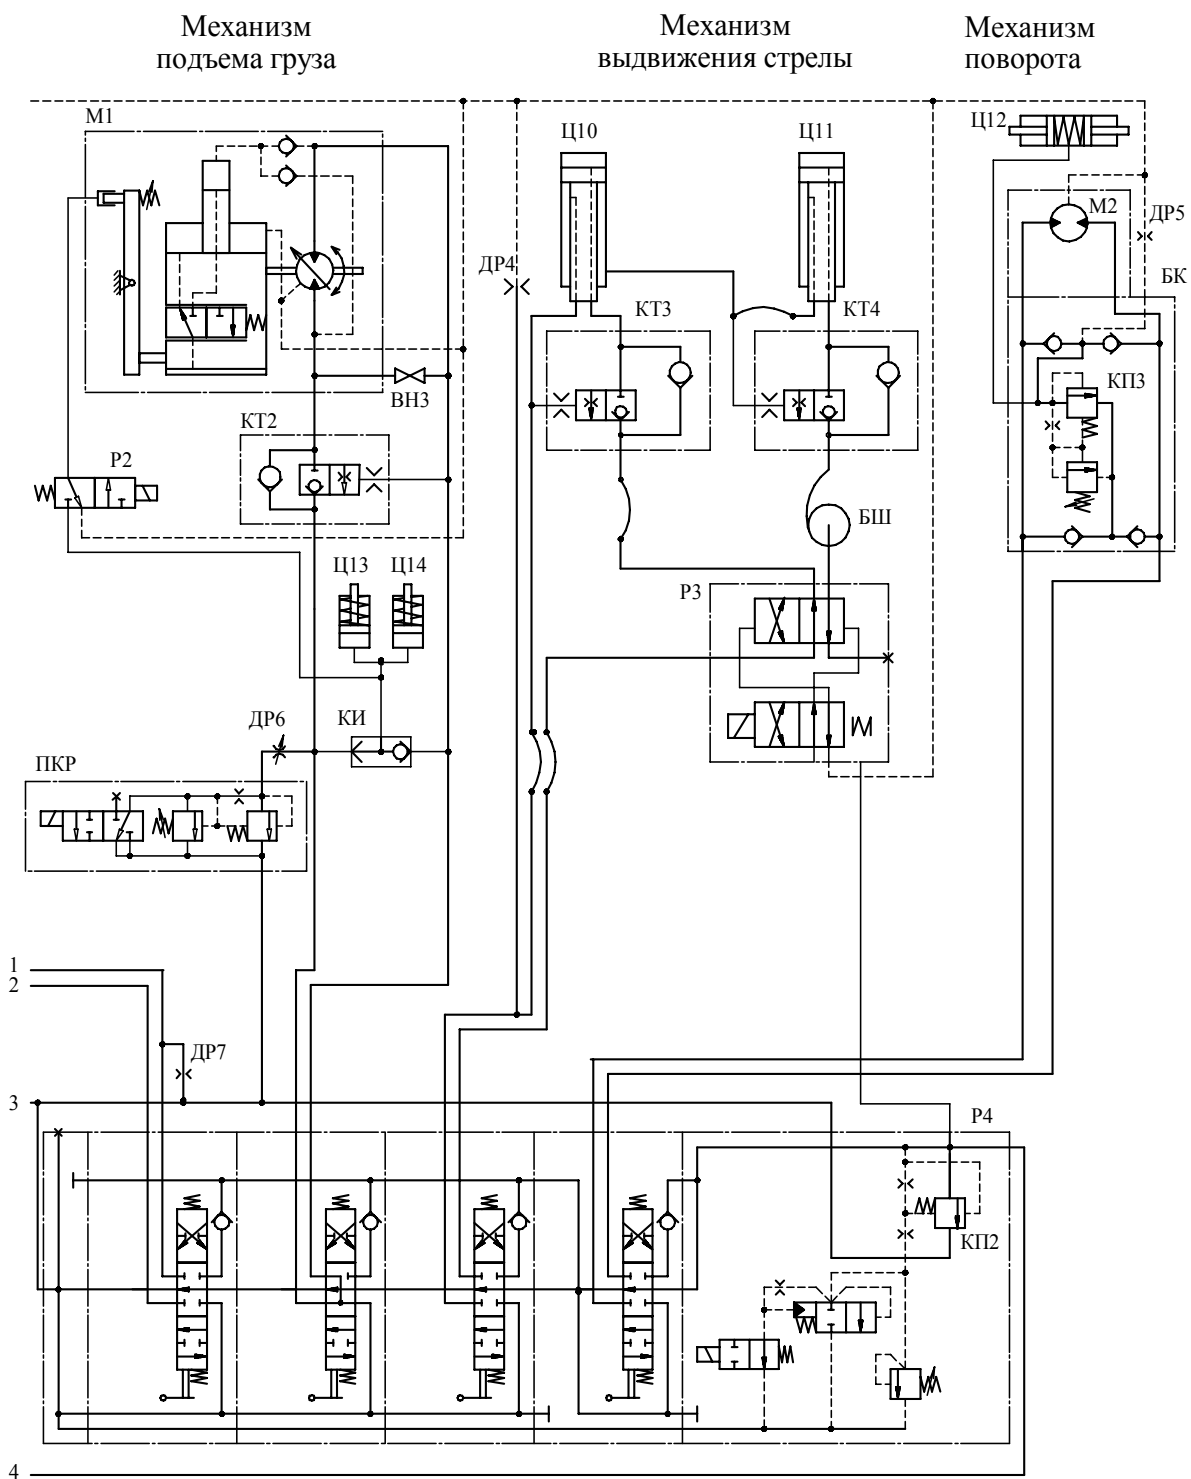 Механизм
подъема груза
Механизм
выдвижения стрелы
Механизм
поворота
М1
Ц10
Ц11
Ц12
М2
ДР5
БК
ДР4
КТ3
КТ4
КП3
ВН3
КТ2
Р2
БШ
Ц13
Ц14
Р3
ДР6
КИ
ПКР
1
2
ДР7
3
Р4
КП2
4